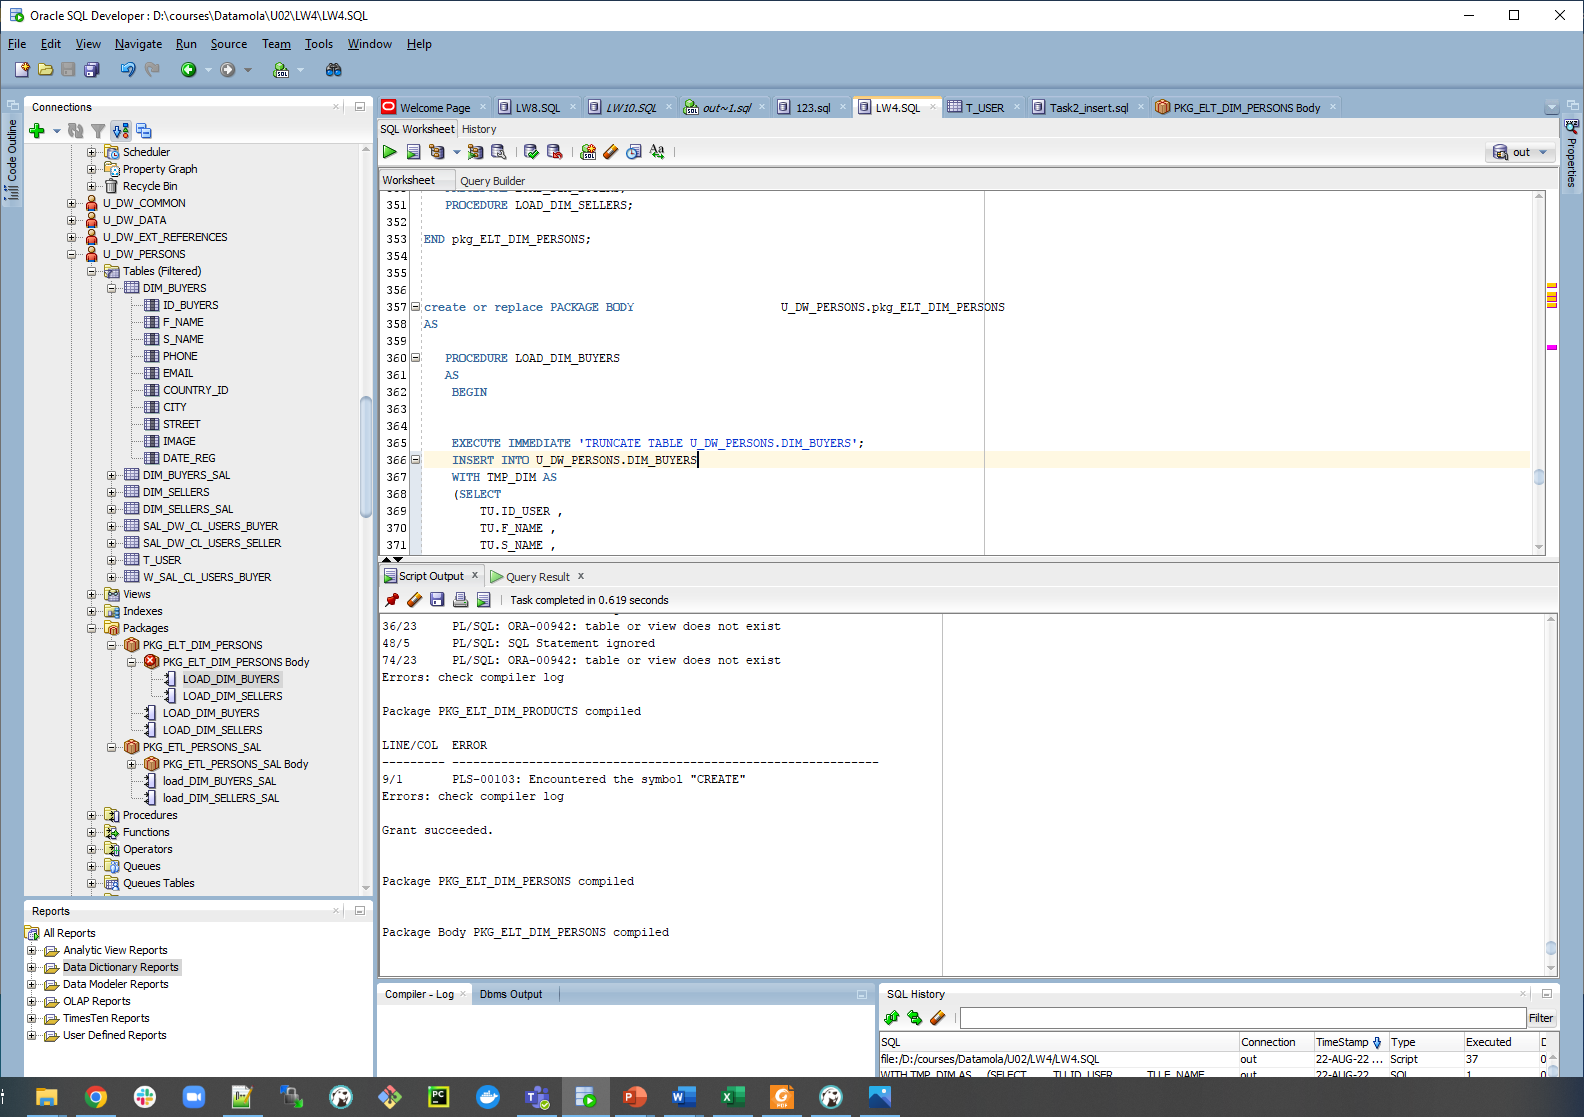 Oracle SQL Developer : D:\courses\Datamola\U02\LW4\LW4.SQL
File Edit View Navigate Run Source Team Tools Window Help
Connections
Code Outline
Scheduler
Property Graph
Recycle Bin
U_DW_COMMON
U_DW_DATA
U_DW_EXT_REFERENCES
U_DW_PERSONS
Tables (Filtered)
DIM_BUYERS
ID_BUYERS
F_NAME
S_NAME
PHONE
EMAIL
COUNTRY_ID
CITY
STREET
IMAGE
DATE_REG
DIM_BUYERS_SAL
DIM_SELLERS
DIM_SELLERS_SAL
SAL_DW_CL_USERS_BUYER
SAL_DW_CL_USERS_SELLER
T_USER
W_SAL_CL_USERS_BUYER
Views
Indexes
Packages
PKG_ELT_DIM_PERSONS
PKG_ELT_DIM_PERSONS Body
LOAD_DIM_BUYERS
LOAD_DIM_SELLERS
LOAD_DIM_BUYERS
LOAD_DIM_SELLERS
PKG_ETL_PERSONS_SAL
PKG_ETL_PERSONS_SAL Body
load_DIM_BUYERS_SAL
load_DIM_SELLERS_SAL
Procedures
Functions
Operators
Queues
Queues Tables
Reports
All Reports
Analytic View Reports
Data Dictionary Reports
Data Modeler Reports
OLAP Reports
TimesTen Reports
User Defined Reports
Welcome Page LW8.SQL LW10.SQL out~1.sql 123.sql LW4.SQL T_USER Task2_insert.sql PKG_ELT_DIM_PERSONS Body
SQL Worksheet History
out
Properties
Worksheet Query Builder
351 PROCEDURE LOAD_DIM_SELLERS;
352
353 END pkg_ELT_DIM_PERSONS;
354
355
356
357 create or replace PACKAGE BODY U_DW_PERSONS.pkg_ELT_DIM_PERSONS
358 AS
359
360 PROCEDURE LOAD_DIM_BUYERS
361 AS
362 BEGIN
363
364
365 EXECUTE IMMEDIATE 'TRUNCATE TABLE U_DW_PERSONS.DIM_BUYERS';
366 INSERT INTO U_DW_PERSONS.DIM_BUYERS
367 WITH TMP_DIM AS
368 (SELECT
369 TU.ID_USER ,
370 TU.F_NAME ,
371 TU.S_NAME ,
Script Output x Query Result x
Task completed in 0.619 seconds
36/23 PL/SQL: ORA-00942: table or view does not exist
48/5 PL/SQL: SQL Statement ignored
74/23 PL/SQL: ORA-00942: table or view does not exist
Errors: check compiler log
Package PKG_ELT_DIM_PRODUCTS compiled
LINE/COL ERROR
--------- -------------------------------------------------------------
9/1 PLS-00103: Encountered the symbol "CREATE"
Errors: check compiler log
Grant succeeded.
Package PKG_ELT_DIM_PERSONS compiled
Package Body PKG_ELT_DIM_PERSONS compiled
Compiler - Log Dbms Output
SQL History
Filter
SQL Connection TimeStamp Type Executed D
file:/D:/courses/Datamola/U02/LW4/LW4.SQL out 22-AUG-22 ... Script 37 0
WITH TMP_DIM AS (SELECT TU.ID_USER TU.F_NAME out 22-AUG-22 SQL 1